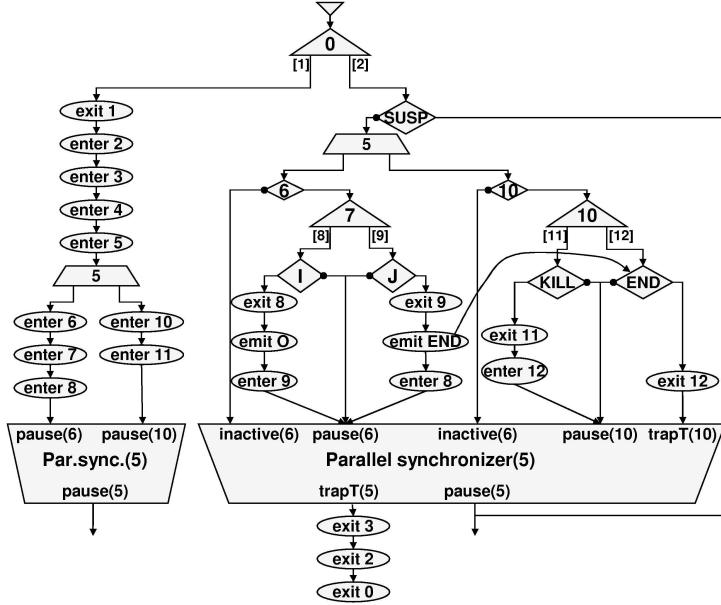 0
[1] [2]
exit 1
SUSP
enter 2
5
enter 3
6
10
enter 4
7
10
[8] [9]
[11] [12]
enter 5
5
I
J
KILL
END
exit 8
exit 9
enter 6
enter 10
exit 11
emit O
emit END
enter 7
enter 11
enter 12
enter 9
enter 8
exit 12
enter 8
pause(6) pause(10)
inactive(6) pause(6) inactive(6) pause(10) trapT(10)
Par.sync.(5)
Parallel synchronizer(5)
pause(5)
trapT(5) pause(5)
exit 3
exit 2
exit 0